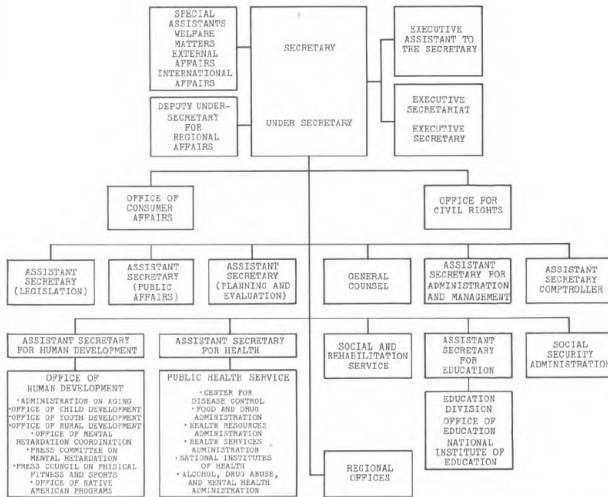 SPECIAL
ASSISTANTS
WELFARE
MATTERS
EXTERNAL
AFFAIRS
INTERNATIONAL
AFFAIRS
SECRETARY
EXECUTIVE
ASSISTANT TO
THE SECRETARY
DEPUTY UNDER-
SECRETARY
FOR
REGIONAL
AFFAIRS
UNDER SECRETARY
EXECUTIVE
SECRETARIAT
EXECUTIVE
SECRETARY
OFFICE OF
CONSUMER
AFFAIRS
OFFICE FOR
CIVIL RIGHTS
ASSISTANT
SECRETARY
(LEGISLATION)
ASSISTANT
SECRETARY
(PUBLIC
AFFAIRS)
ASSISTANT
SECRETARY
(PLANNING AND
EVALUATION)
GENERAL
COUNSEL
ASSISTANT
SECRETARY FOR
ADMINISTRATION
AND MANAGEMENT
ASSISTANT
SECRETARY
COMPTROLLER
ASSISTANT SECRETARY
FOR HUMAN DEVELOPMENT
ASSISTANT SECRETARY
FOR HEALTH
SOCIAL AND
REHABILITATION
SERVICE
ASSISTANT
SECRETARY
FOR
EDUCATION
SOCIAL
SECURITY
ADMINISTRATION
OFFICE OF
HUMAN DEVELOPMENT
·ADMINISTRATION ON AGING
·OFFICE OF CHILD DEVELOPMENT
·OFFICE OF YOUTH DEVELOPMENT
·OFFICE OF RURAL DEVELOPMENT
·OFFICE OF MENTAL
RETARDATION COORDINATION
·PRESS COMMITTEE ON
MENTAL RETARDATION
·PRESS COUNCIL ON PHYSICAL
FITNESS AND SPORTS
·OFFICE OF NATIVE
AMERICAN PROGRAMS
PUBLIC HEALTH SERVICE
·CENTER FOR
DISEASE CONTROL
·FOOD AND DRUG
ADMINISTRATION
·HEALTH RESOURCES
ADMINISTRATION
·HEALTH SERVICES
ADMINISTRATION
·NATIONAL INSTITUTES
OF HEALTH
·ALCOHOL, DRUG ABUSE,
AND MENTAL HEALTH
ADMINISTRATION
EDUCATION
DIVISION
OFFICE OF
EDUCATION
NATIONAL
INSTITUTE OF
EDUCATION
REGIONAL
OFFICES